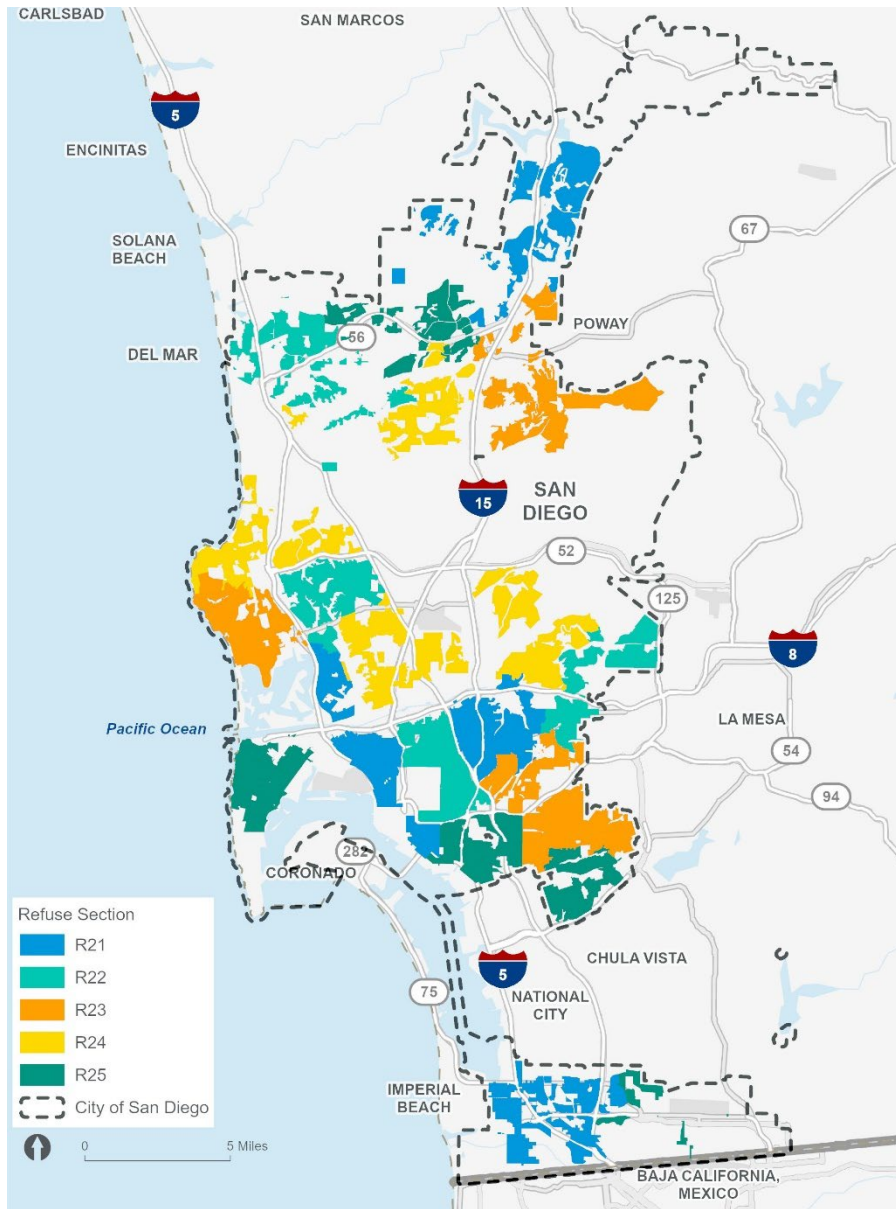 CARLSBAD
SAN MARCOS
5
ENCINITAS
SOLANA
BEACH
67
POWAY
56
DEL MAR
15
SAN
DIEGO
52
125
8
Pacific Ocean
LA MESA
54
94
282
CORONADO
Refuse Section
R21
R22
R23
R24
R25
City of San Diego
0
5 Miles
CHULA VISTA
5
75
NATIONAL
CITY
IMPERIAL
BEACH
BAJA CALIFORNIA,
MEXICO